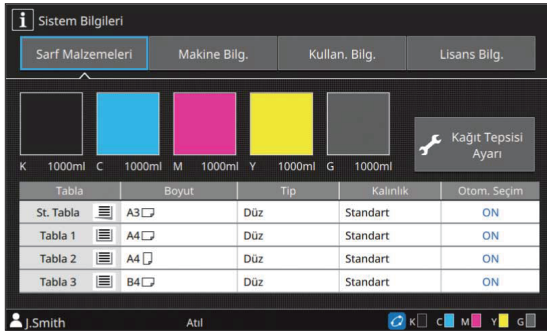 i Sistem Bilgileri
Sarf Malzemeleri Makine Bilg. Kullan. Bilg. Lisans Bilg.
K 1000ml C 1000ml M 1000ml Y 1000ml G 1000ml
Kağıt Tepsisi
Ayarı
Tabla Boyut Tip Kalınlık Otom. Seçim
St. Tabla A3 Düz Standart ON
Tabla 1 A4 Düz Standart ON
Tabla 2 A4 Düz Standart ON
Tabla 3 B4 Düz Standart ON
J.Smith Atıl K C M Y G